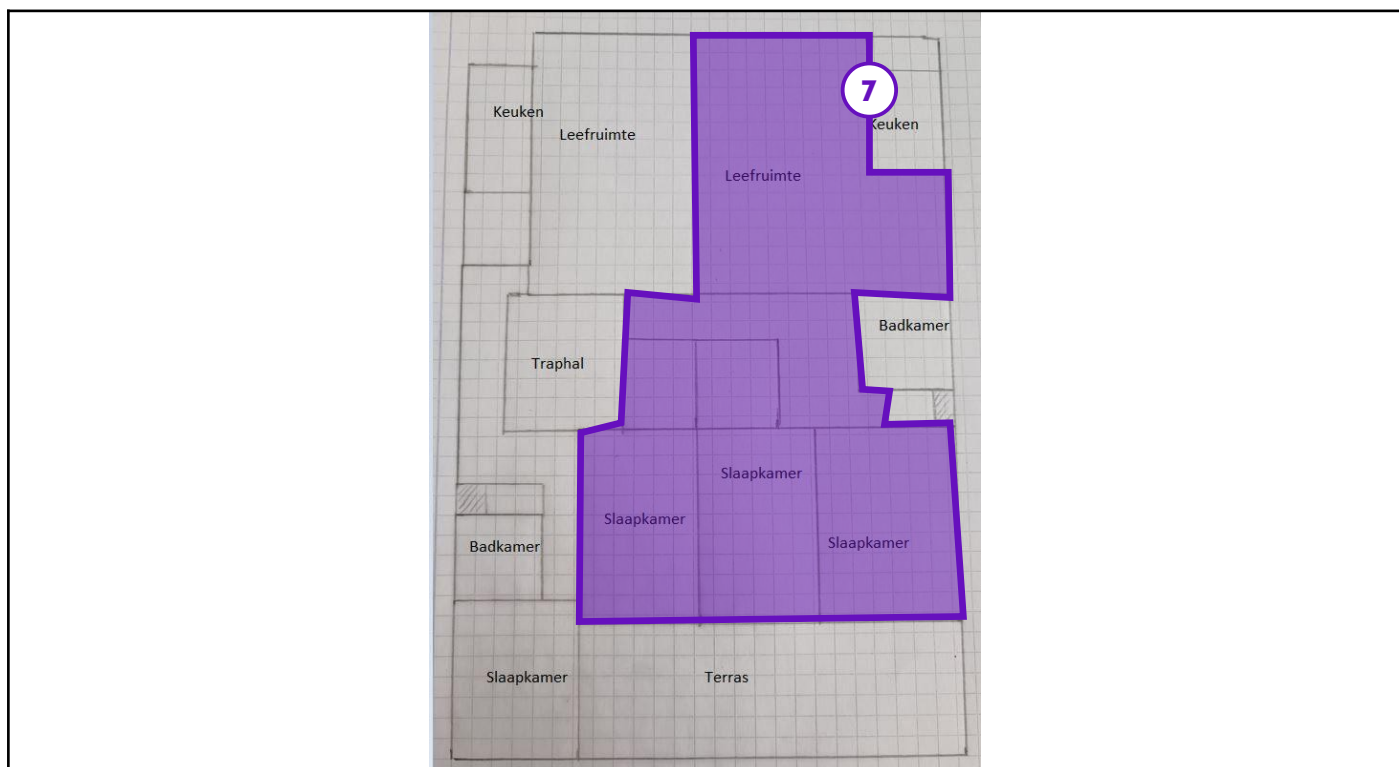 7
Keuken
Leefruimte
Keuken
Leefruimte
Badkamer
Traphal
Slaapkamer
Slaapkamer
Slaapkamer
Badkamer
Slaapkamer
Terras